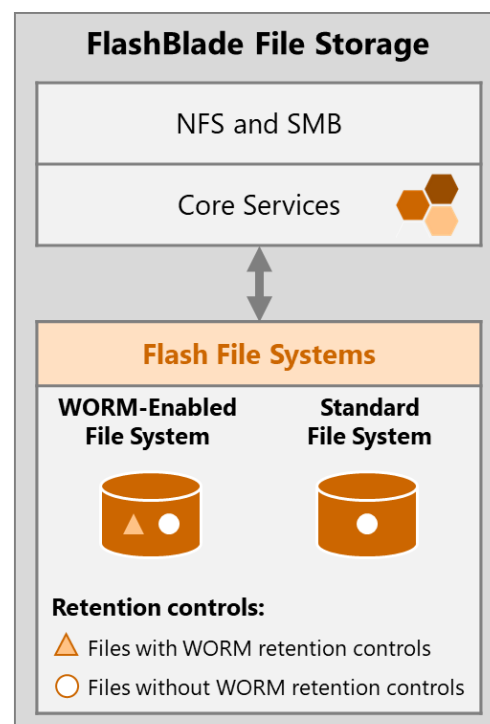 FlashBlade File Storage
NFS and SMB
Core Services
Flash File Systems
WORM-Enabled
File System
Standard
File System
Retention controls:
Files with WORM retention controls
Files without WORM retention controls